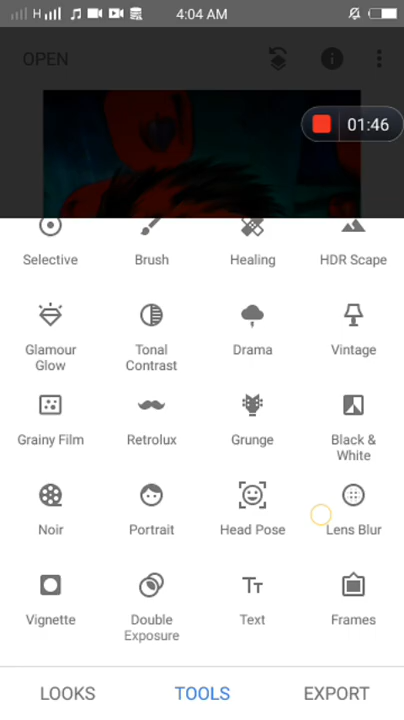 H 4:04 AM
OPEN
01:46
Selective Brush Healing HDR Scape
Glamour Glow Tonal Contrast Drama Vintage
Grainy Film Retrolux Grunge Black & White
Noir Portrait Head Pose Lens Blur
Vignette Double Exposure Text Frames
LOOKS TOOLS EXPORT